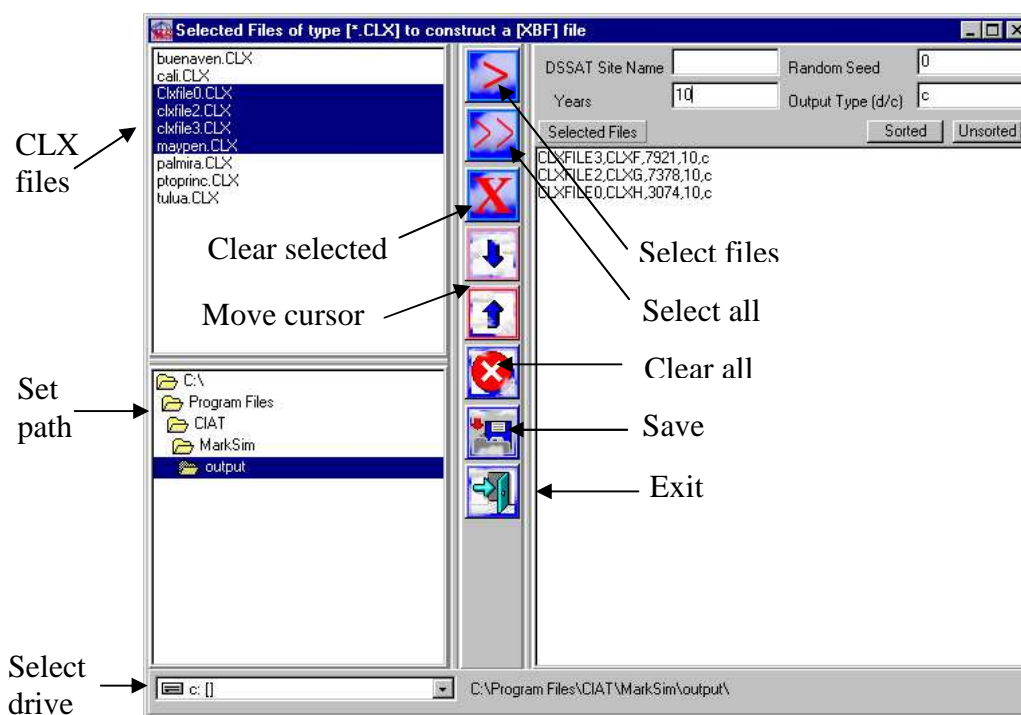 Selected Files of type [*.CLX] to construct a [XBF] file
buenaven.CLX
cali.CLX
Clxfile0.CLX
clxfile2.CLX
clxfile3.CLX
maypen.CLX
palmira.CLX
ptoprinc.CLX
tulua.CLX
CLX
files
DSSAT Site Name
Random Seed
0
Years
10
Output Type (d/c)
c
Selected Files
Sorted
Unsorted
CLXFILE3,CLXF,7921,10,c
CLXFILE2,CLXG,7378,10,c
CLXFILE0,CLXH,3074,10,c
Clear selected
Select files
Move cursor
Select all
Clear all
Set
path
C:\
Program Files
CIAT
MarkSim
output
Save
Exit
Select
drive
c: []
C:\Program Files\CIAT\MarkSim\output\